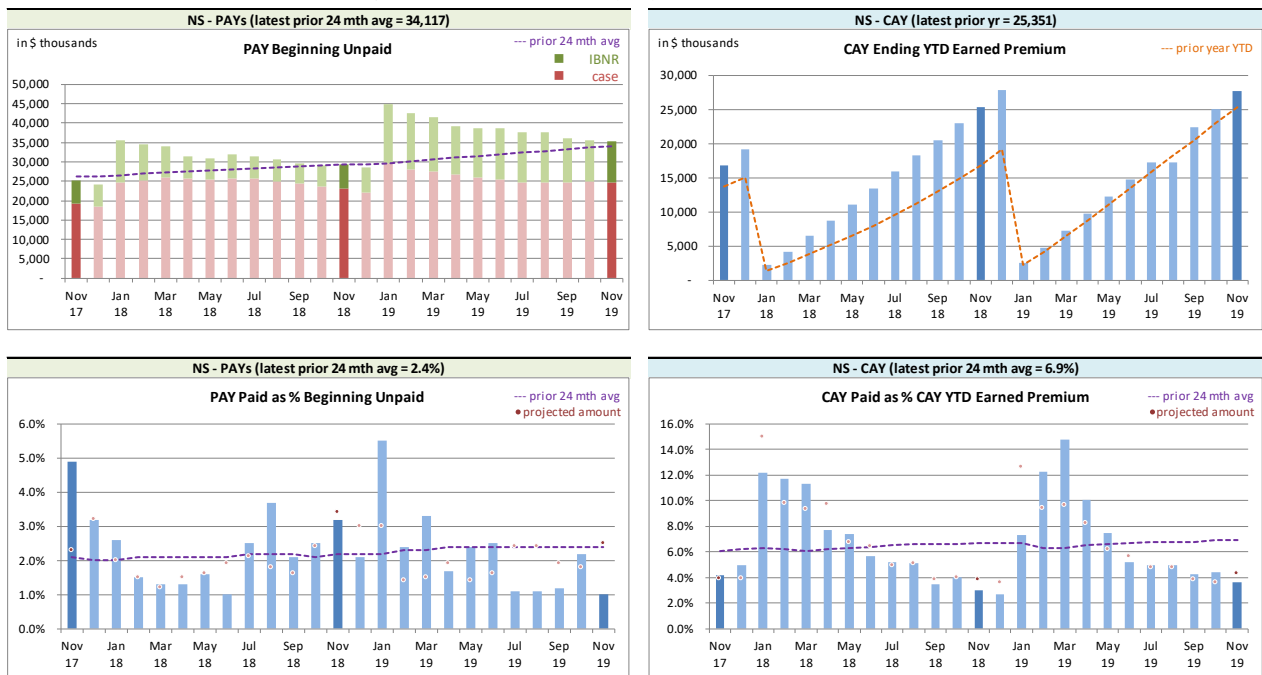 NS - PAYs (latest prior 24 mth avg = 34,117)
in $ thousands
PAY Beginning Unpaid
--- prior 24 mth avg
IBNR
case
50,000
45,000
40,000
35,000
30,000
25,000
20,000
15,000
10,000
5,000
-
Nov Jan Mar May Jul Sep Nov Jan Mar May Jul Sep Nov
17 18 18 18 18 18 18 19 19 19 19 19 19
NS - CAY (latest prior yr = 25,351)
in $ thousands
CAY Ending YTD Earned Premium
--- prior year YTD
30,000
25,000
20,000
15,000
10,000
5,000
-
Nov Jan Mar May Jul Sep Nov Jan Mar May Jul Sep Nov
17 18 18 18 18 18 18 19 19 19 19 19 19
NS - PAYs (latest prior 24 mth avg = 2.4%)
PAY Paid as % Beginning Unpaid
--- prior 24 mth avg
• projected amount
6.0%
5.0%
4.0%
3.0%
2.0%
1.0%
0.0%
Nov Jan Mar May Jul Sep Nov Jan Mar May Jul Sep Nov
17 18 18 18 18 18 18 19 19 19 19 19 19
NS - CAY (latest prior 24 mth avg = 6.9%)
CAY Paid as % CAY YTD Earned Premium
--- prior 24 mth avg
• projected amount
16.0%
14.0%
12.0%
10.0%
8.0%
6.0%
4.0%
2.0%
0.0%
Nov Jan Mar May Jul Sep Nov Jan Mar May Jul Sep Nov
17 18 18 18 18 18 18 19 19 19 19 19 19